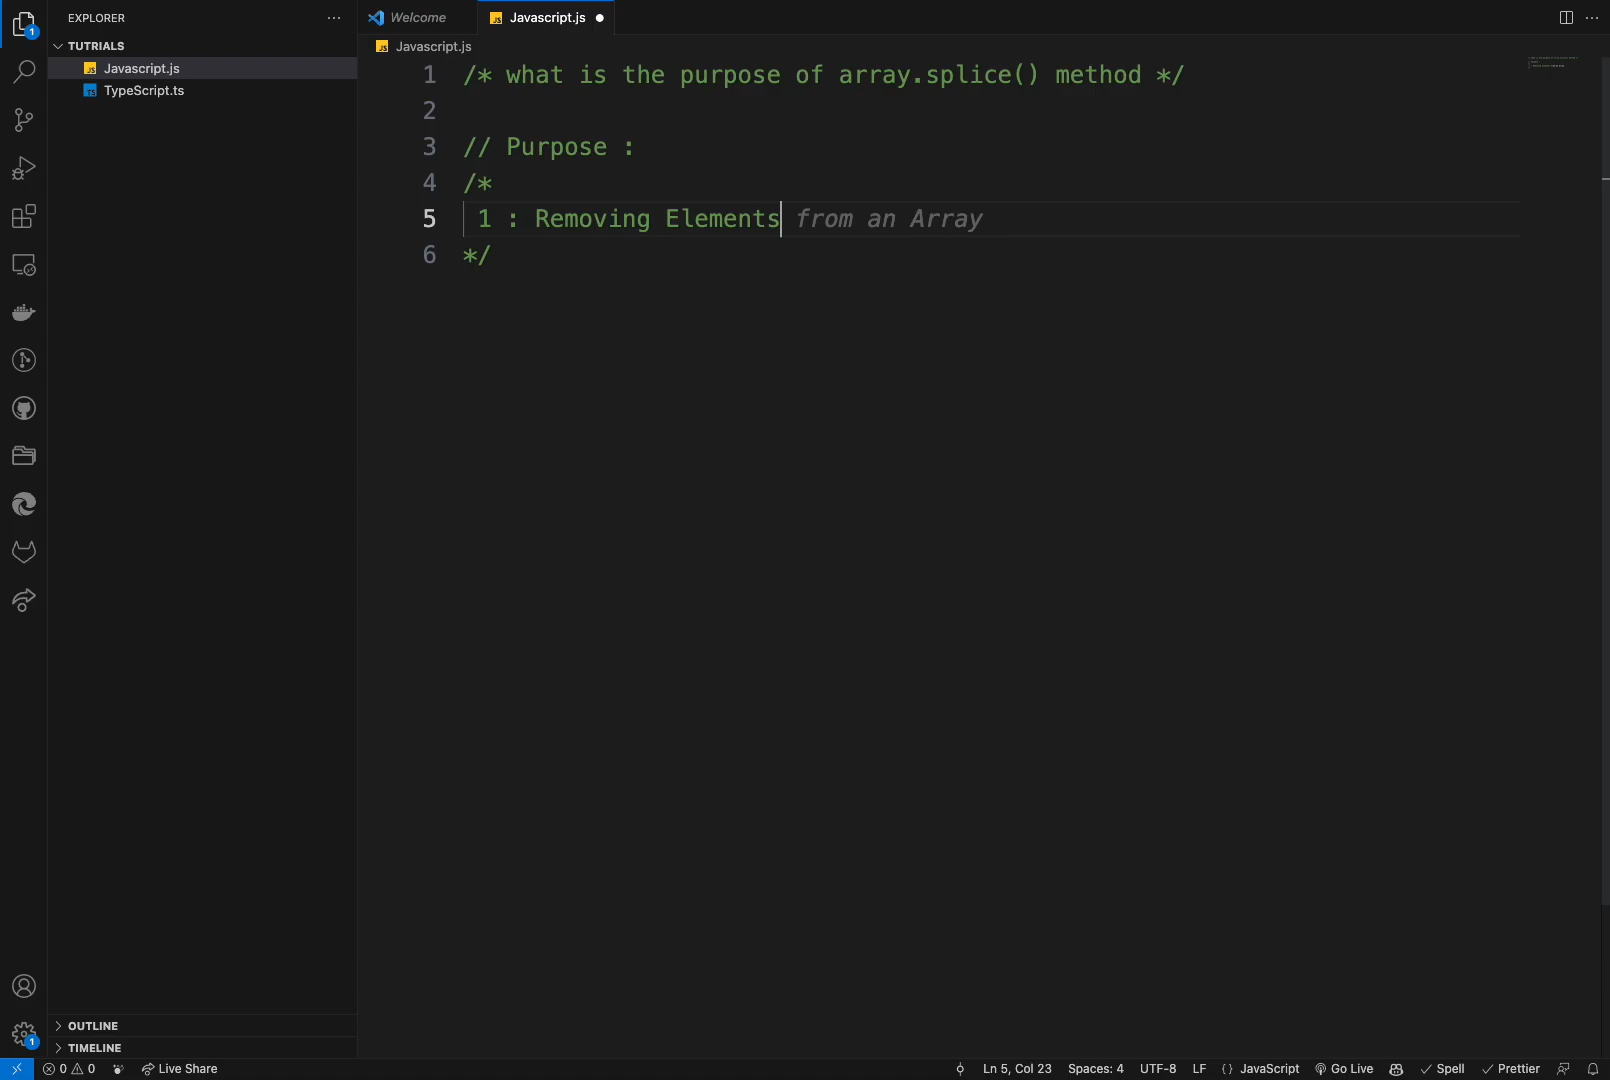 EXPLORER
TUTRIALS
Javascript.js
TypeScript.ts
OUTLINE
TIMELINE
Welcome
Javascript.js
Javascript.js
1 /* what is the purpose of array.splice() method */
2
3 // Purpose :
4 /*
5 1 : Removing Elements from an Array
6 */
0 0 Live Share
Ln 5, Col 23 Spaces: 4 UTF-8 LF {} JavaScript Go Live Spell Prettier
1
1